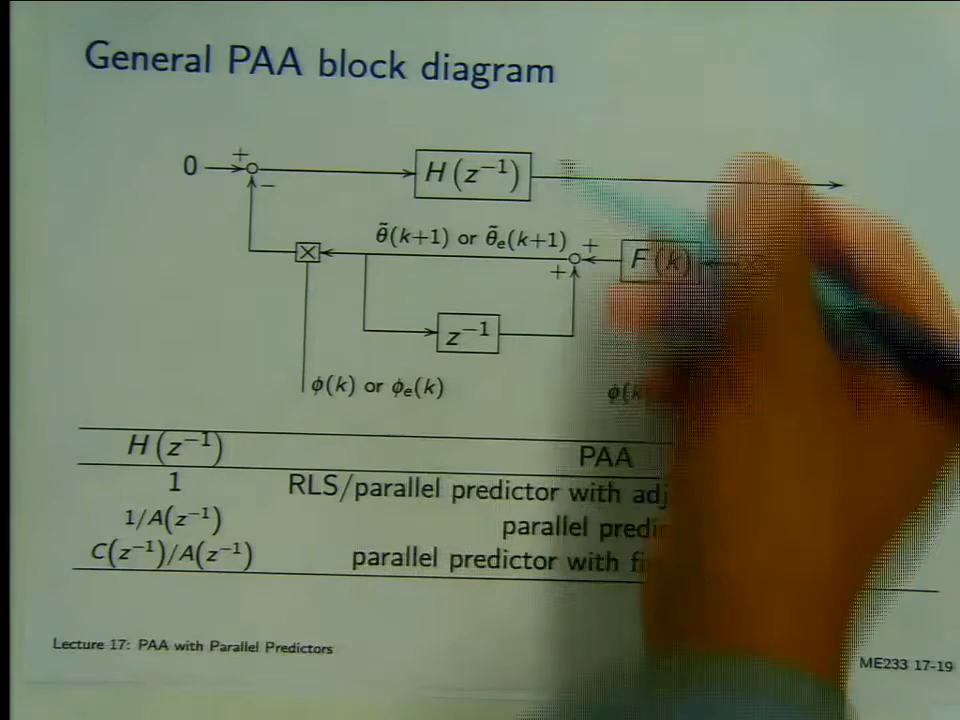 General PAA block diagram
0 + − H(z⁻¹)
θ̃(k+1) or θ̃ₑ(k+1) + + F(k)
z⁻¹
ϕ(k) or ϕₑ(k)
H(z⁻¹) PAA
1 RLS/parallel predictor with
1/A(z⁻¹) parallel
C(z⁻¹)/A(z⁻¹) parallel predictor with
Lecture 17: PAA with Parallel Predictors
ME233 17-19